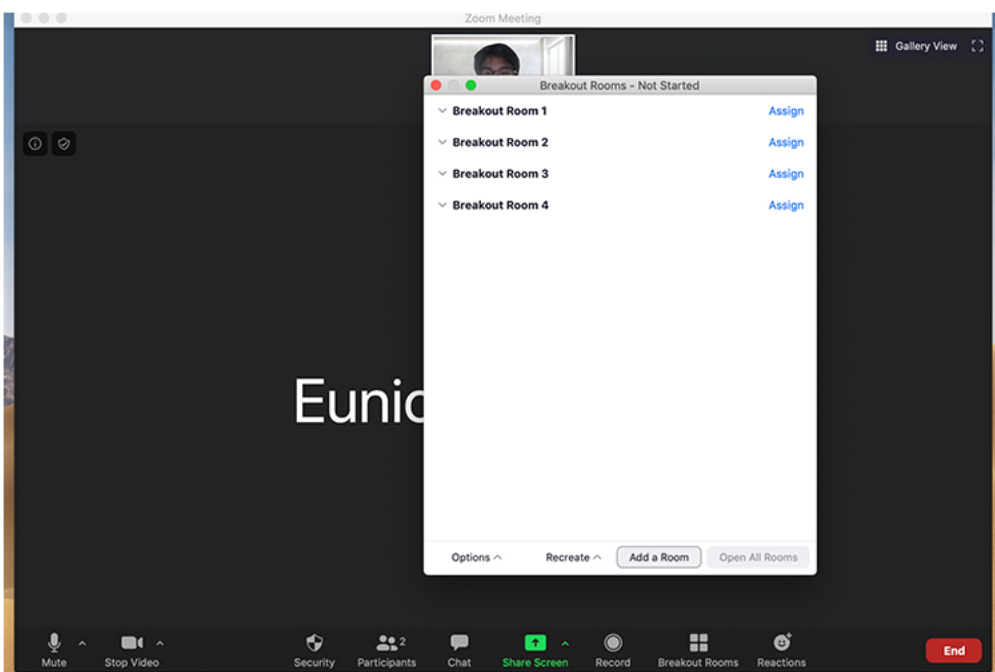 Zoom Meeting
Gallery View
Breakout Rooms - Not Started
Breakout Room 1 Assign
Breakout Room 2 Assign
Breakout Room 3 Assign
Breakout Room 4 Assign
Eunic
Options Recreate Add a Room Open All Rooms
2
Mute Stop Video Security Participants Chat Share Screen Record Breakout Rooms Reactions End